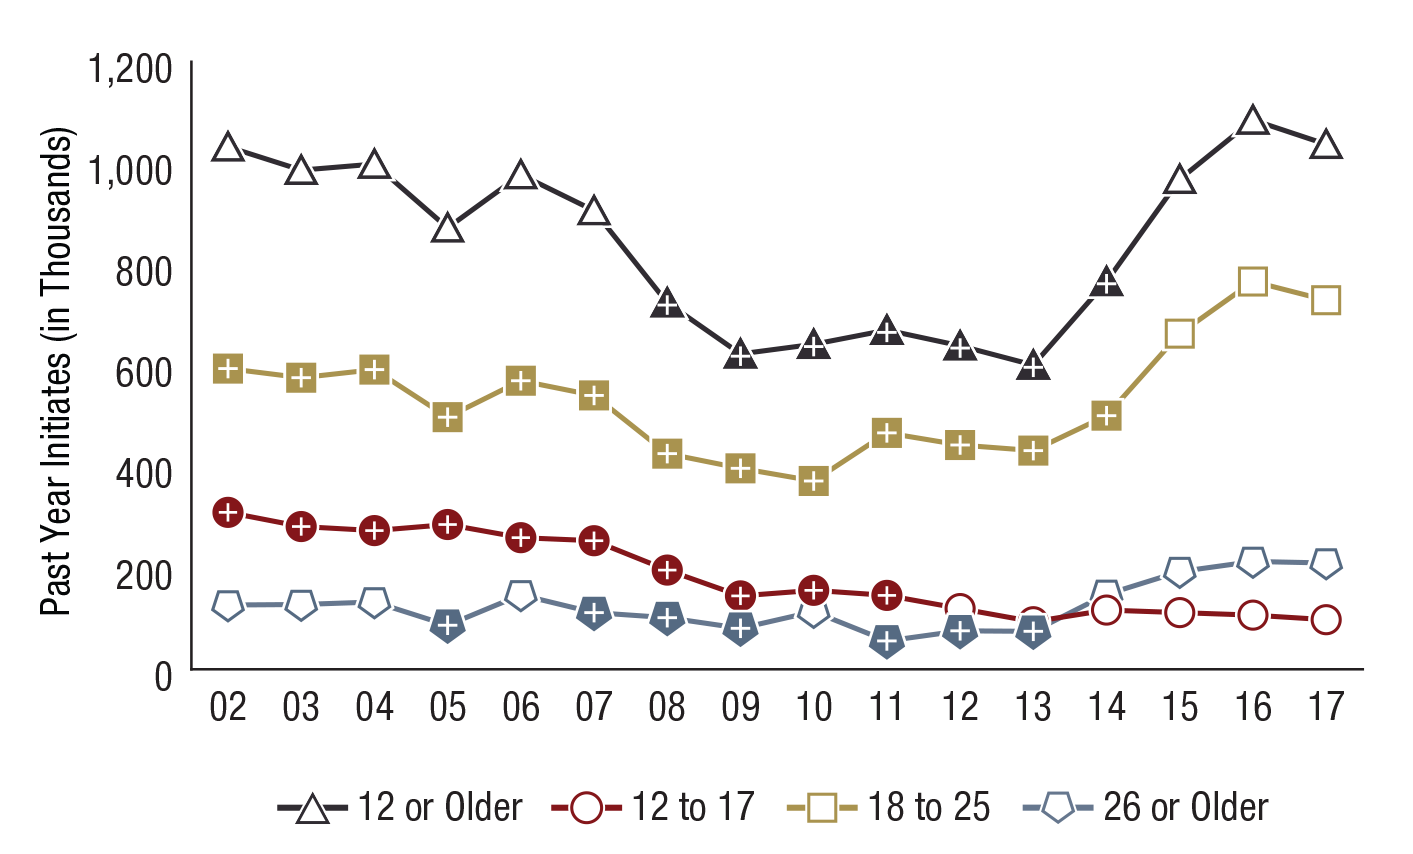 Past Year Initiates (in Thousands)
1,200
1,000
800
600
400
200
0
02 03 04 05 06 07 08 09 10 11 12 13 14 15 16 17
12 or Older 12 to 17 18 to 25 26 or Older